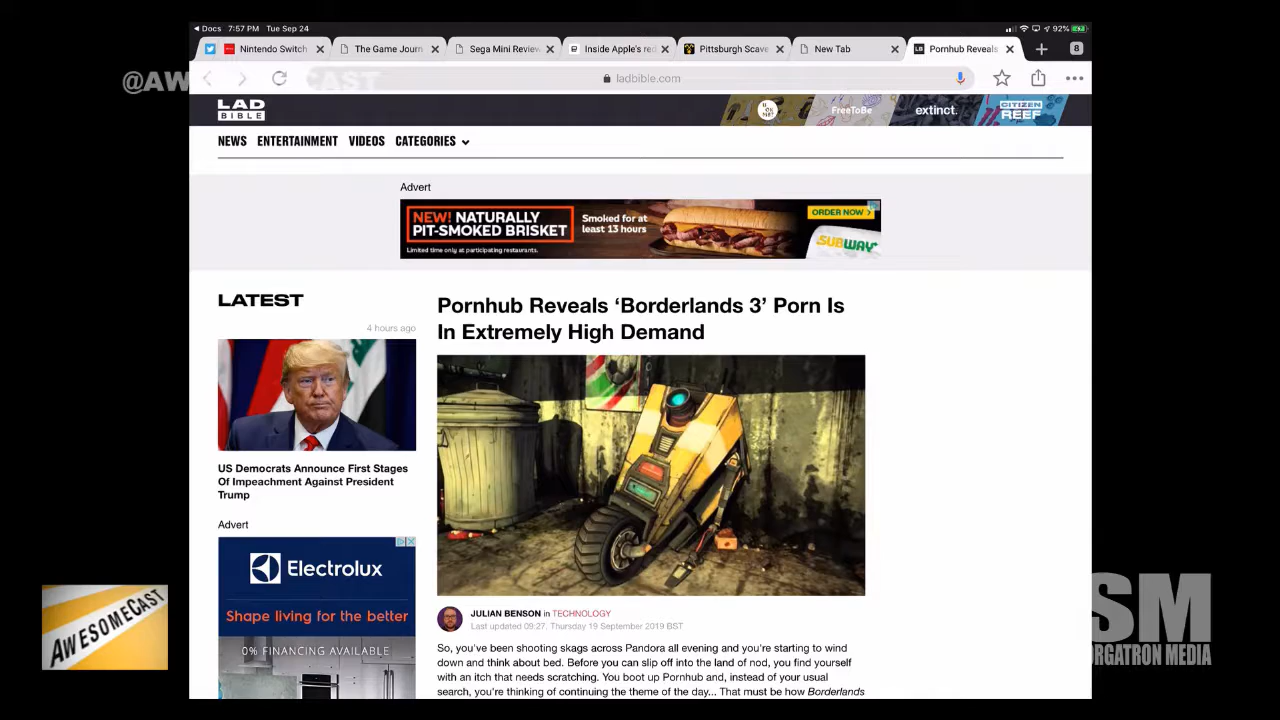 Docs 7:57 PM Tue Sep 24
92%
Nintendo Switch
The Game Journ
Sega Mini Review
Inside Apple's red
Pittsburgh Scave
New Tab
LB Pornhub Reveals
8
@AW
CAST
ladbible.com
LAD
BIBLE
FreeToBe
extinct.
CITIZEN
REEF
NEWS ENTERTAINMENT VIDEOS CATEGORIES
Advert
NEW! NATURALLY
PIT-SMOKED BRISKET
Limited time only at participating restaurants.
Smoked for at
least 13 hours
ORDER NOW
SUBWAY
LATEST
4 hours ago
US Democrats Announce First Stages
Of Impeachment Against President
Trump
Advert
Electrolux
Shape living for the better
0% FINANCING AVAILABLE
Pornhub Reveals ‘Borderlands 3’ Porn Is
In Extremely High Demand
JULIAN BENSON in TECHNOLOGY
Last updated 09:27, Thursday 19 September 2019 BST
So, you've been shooting skags across Pandora all evening and you're starting to wind
down and think about bed. Before you can slip off into the land of nod, you find yourself
with an itch that needs scratching. You boot up Pornhub and, instead of your usual
search, you're thinking of continuing the theme of the day... That must be how Borderlands
AWESOMECAST
SM
ORGATRON MEDIA